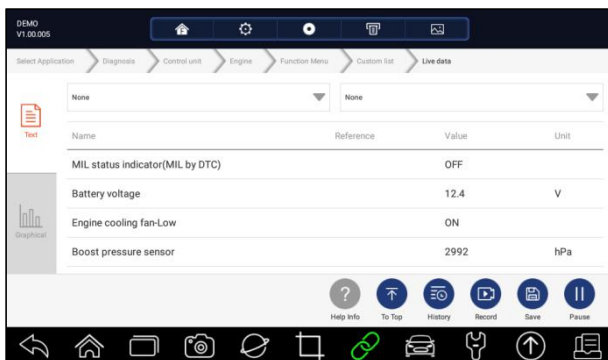 DEMO
V1.00.005
Select Application Diagnosis Control unit Engine Function Menu Custom list Live data
None None
Text
Name Reference Value Unit
MIL status indicator(MIL by DTC) OFF
Battery voltage 12.4 V
Engine cooling fan-Low ON
Graphical
Boost pressure sensor 2992 hPa
?
Help Info To Top History Record Save Pause